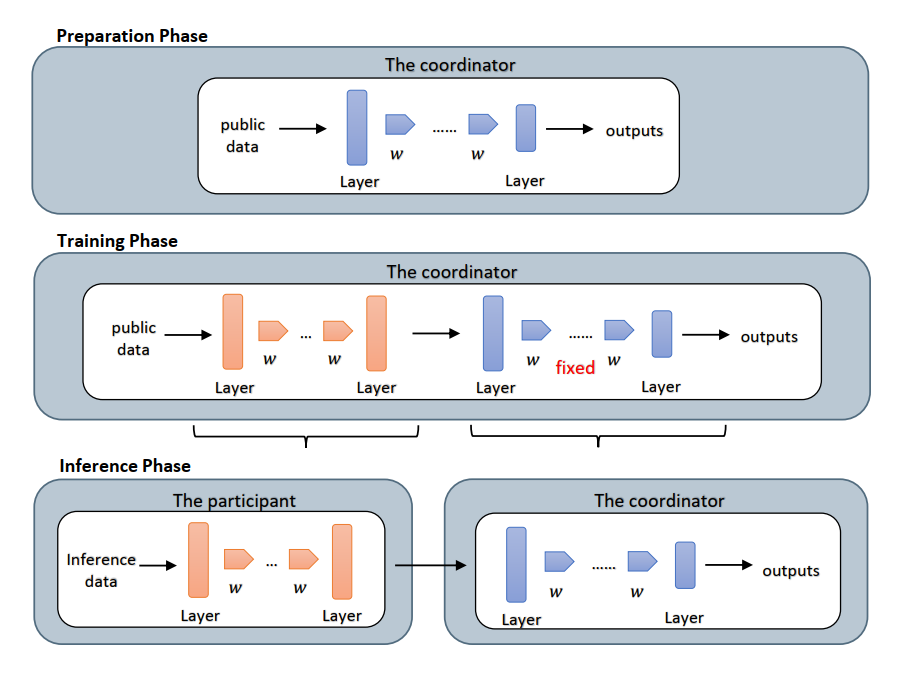 Preparation Phase
The coordinator
public
data
......
outputs
w
w
Layer
Layer
Training Phase
The coordinator
public
data
...
......
outputs
w
w
w
fixed
w
Layer
Layer
Layer
Layer
Inference Phase
The participant
Inference
data
...
w
w
Layer
Layer
The coordinator
......
outputs
w
w
Layer
Layer